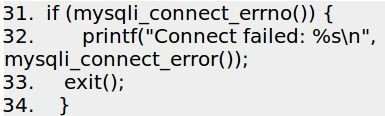 31.  if (mysqli_connect_errno()) {
32.       printf("Connect failed: %s\n",
mysqli_connect_error());
33.     exit();
34.    }